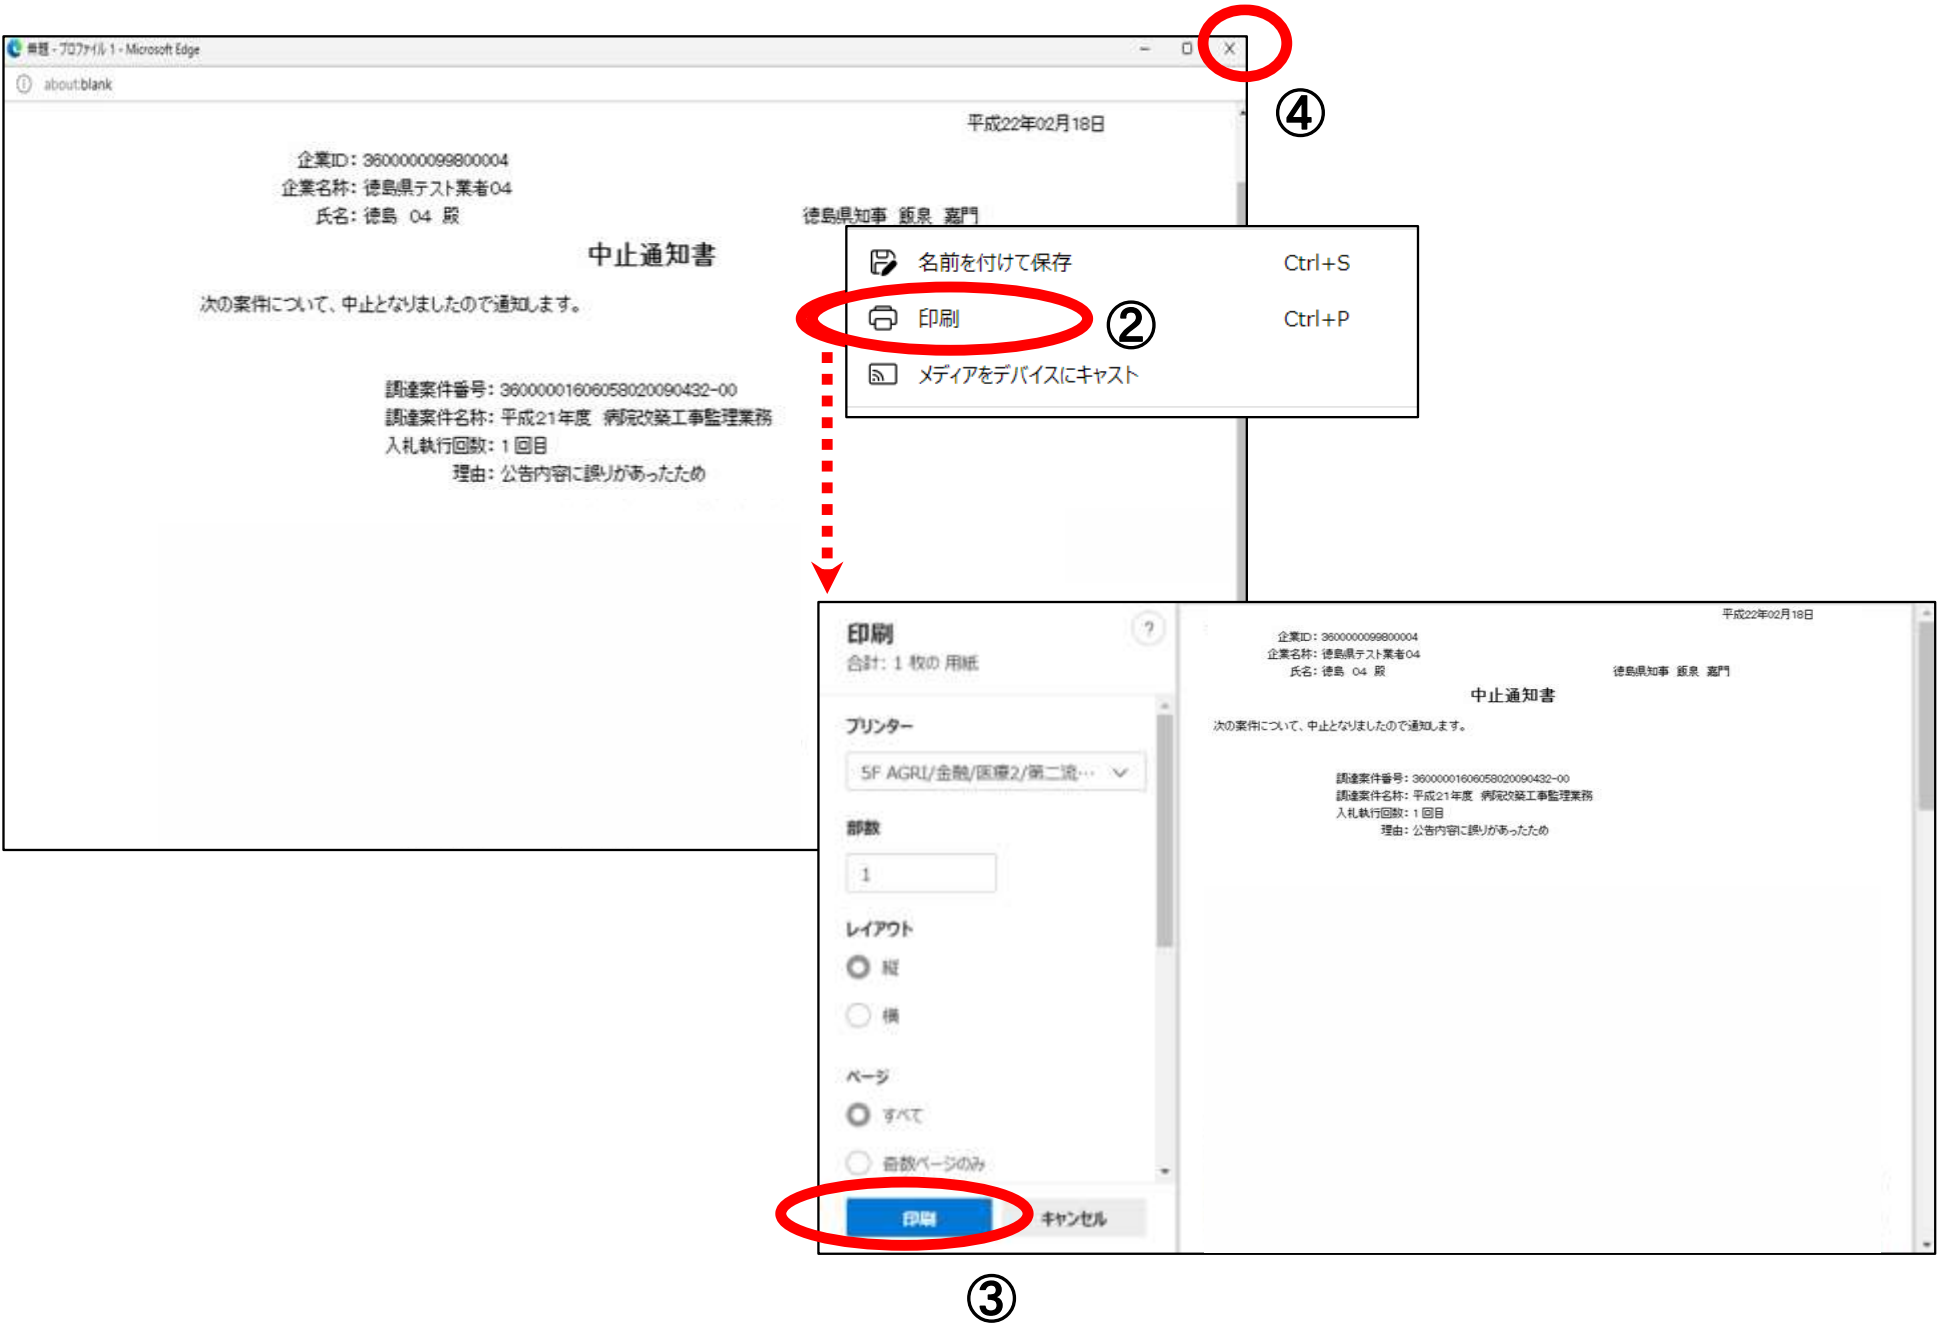 無題 - プロファイル 1 - Microsoft Edge
about:blank
④
平成22年02月18日
企業ID：3600000099800004
企業名称：徳島県テスト業者04
氏名：徳島 04 殿
徳島県知事 飯泉 嘉門
中止通知書
次の案件について、中止となりましたので通知します。
調達案件番号：36000001606058020090432-00
調達案件名称：平成21年度 病院改築工事監理業務
入札執行回数：1回目
理由：公告内容に誤りがあったため
名前を付けて保存 Ctrl+S
印刷 ② Ctrl+P
メディアをデバイスにキャスト
印刷
?
合計: 1 枚の 用紙
プリンター
5F AGRI/金融/医療2/第二流…
部数
1
レイアウト
縦
横
ページ
すべて
奇数ページのみ
印刷
キャンセル
③
平成22年02月18日
企業ID：3600000099800004
企業名称：徳島県テスト業者04
氏名：徳島 04 殿
徳島県知事 飯泉 嘉門
中止通知書
次の案件について、中止となりましたので通知します。
調達案件番号：36000001606058020090432-00
調達案件名称：平成21年度 病院改築工事監理業務
入札執行回数：1回目
理由：公告内容に誤りがあったため